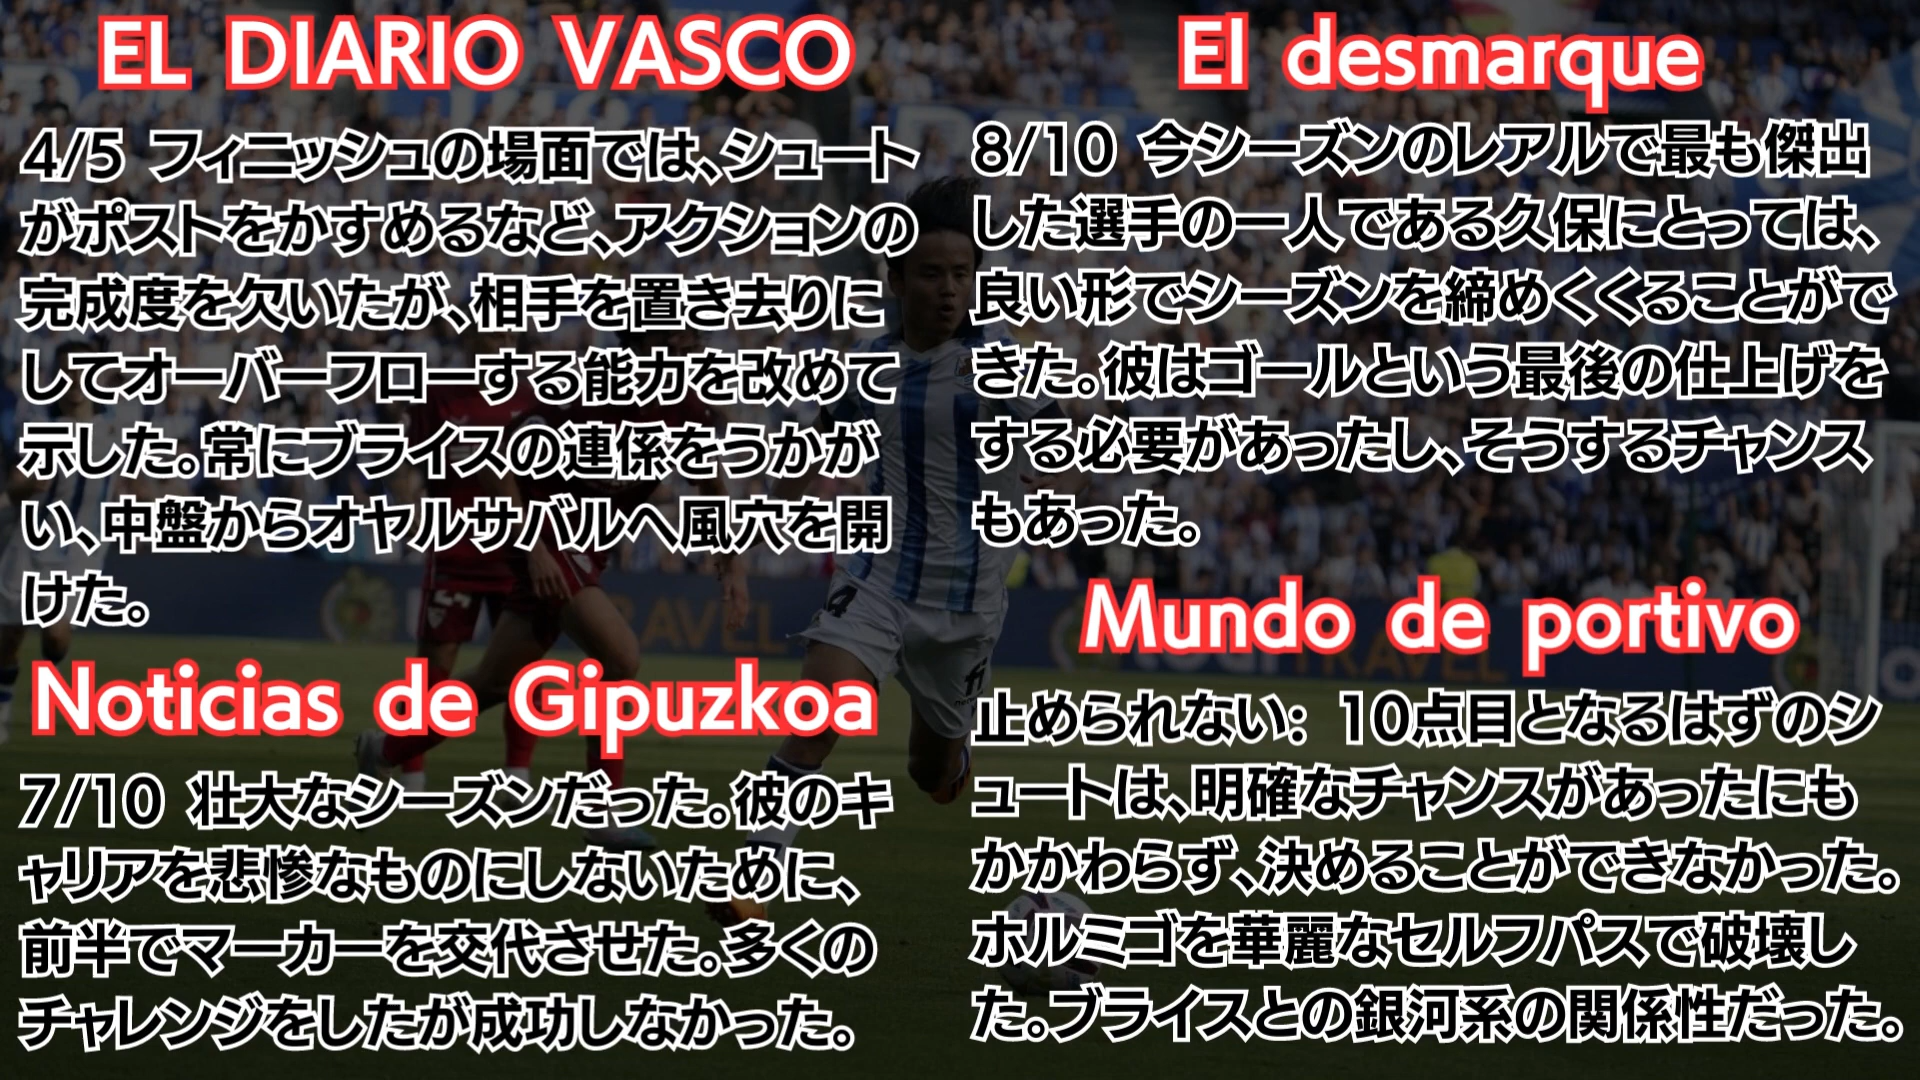 EL DIARIO VASCO
4/5 フィニッシュの場面では、シュート
がポストをかすめるなど、アクションの
完成度を欠いたが、相手を置き去りに
してオーバーフローする能力を改めて
示した。常にブライスの連係をうかが
い、中盤からオヤルサバルへ風穴を開
けた。
Noticias de Gipuzkoa
7/10 壮大なシーズンだった。彼のキ
ャリアを悲惨なものにしないために、
前半でマーカーを交代させた。多くの
チャレンジをしたが成功しなかった。
El desmarque
8/10 今シーズンのレアルで最も傑出
した選手の一人である久保にとっては、
良い形でシーズンを締めくくることがで
きた。彼はゴールという最後の仕上げを
する必要があったし、そうするチャンス
もあった。
Mundo de portivo
止められない: 10点目となるはずのシ
ュートは、明確なチャンスがあったにも
かかわらず、決めることができなかった。
ホルミゴを華麗なセルフパスで破壊し
た。ブライスとの銀河系の関係性だった。